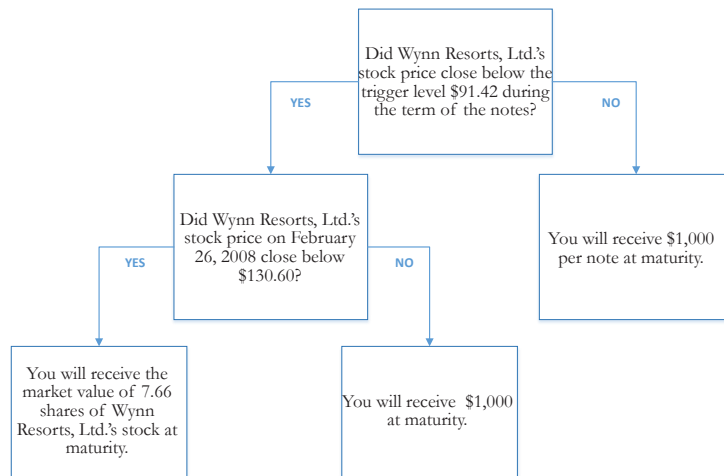 Did Wynn Resorts, Ltd.'s
stock price close below the
trigger level $91.42 during
the term of the notes?
YES
NO
Did Wynn Resorts, Ltd.'s
stock price on February
26, 2008 close below
$130.60?
You will receive $1,000
per note at maturity.
YES
NO
You will receive the
market value of 7.66
shares of Wynn
Resorts, Ltd.'s stock at
maturity.
You will receive $1,000
at maturity.